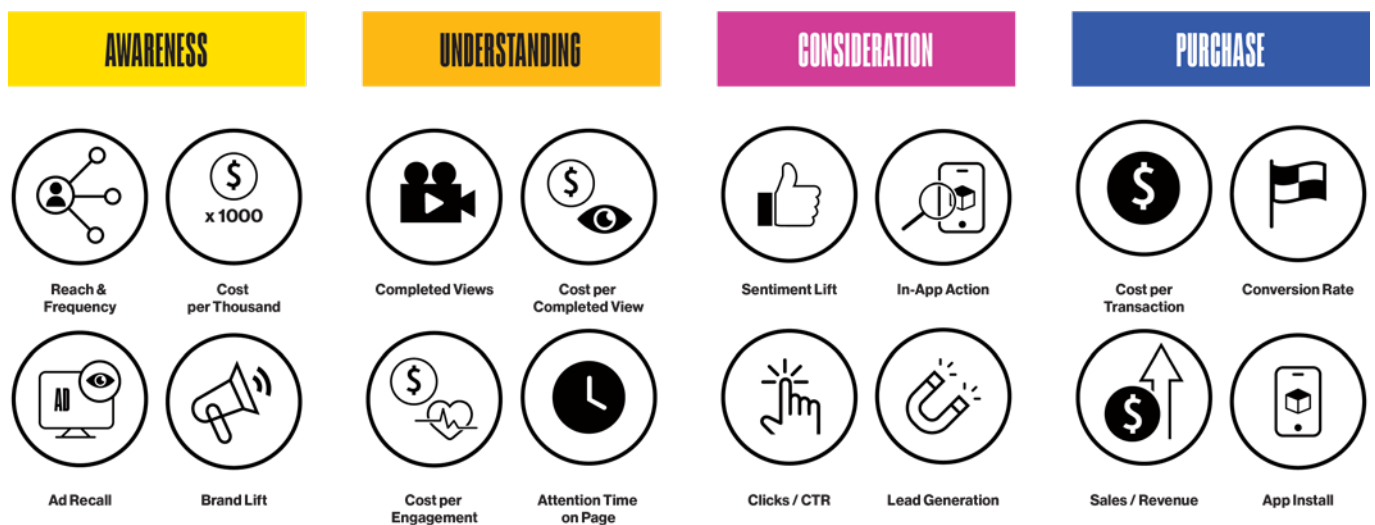 AWARENESS
UNDERSTANDING
CONSIDERATION
PURCHASE
$
x 1000
$
$
Reach &
Frequency
Cost
per Thousand
Completed Views
Cost per
Completed View
Sentiment Lift
In-App Action
Cost per
Transaction
Conversion Rate
AD
$
$
Ad Recall
Brand Lift
Cost per
Engagement
Attention Time
on Page
Clicks / CTR
Lead Generation
Sales / Revenue
App Install